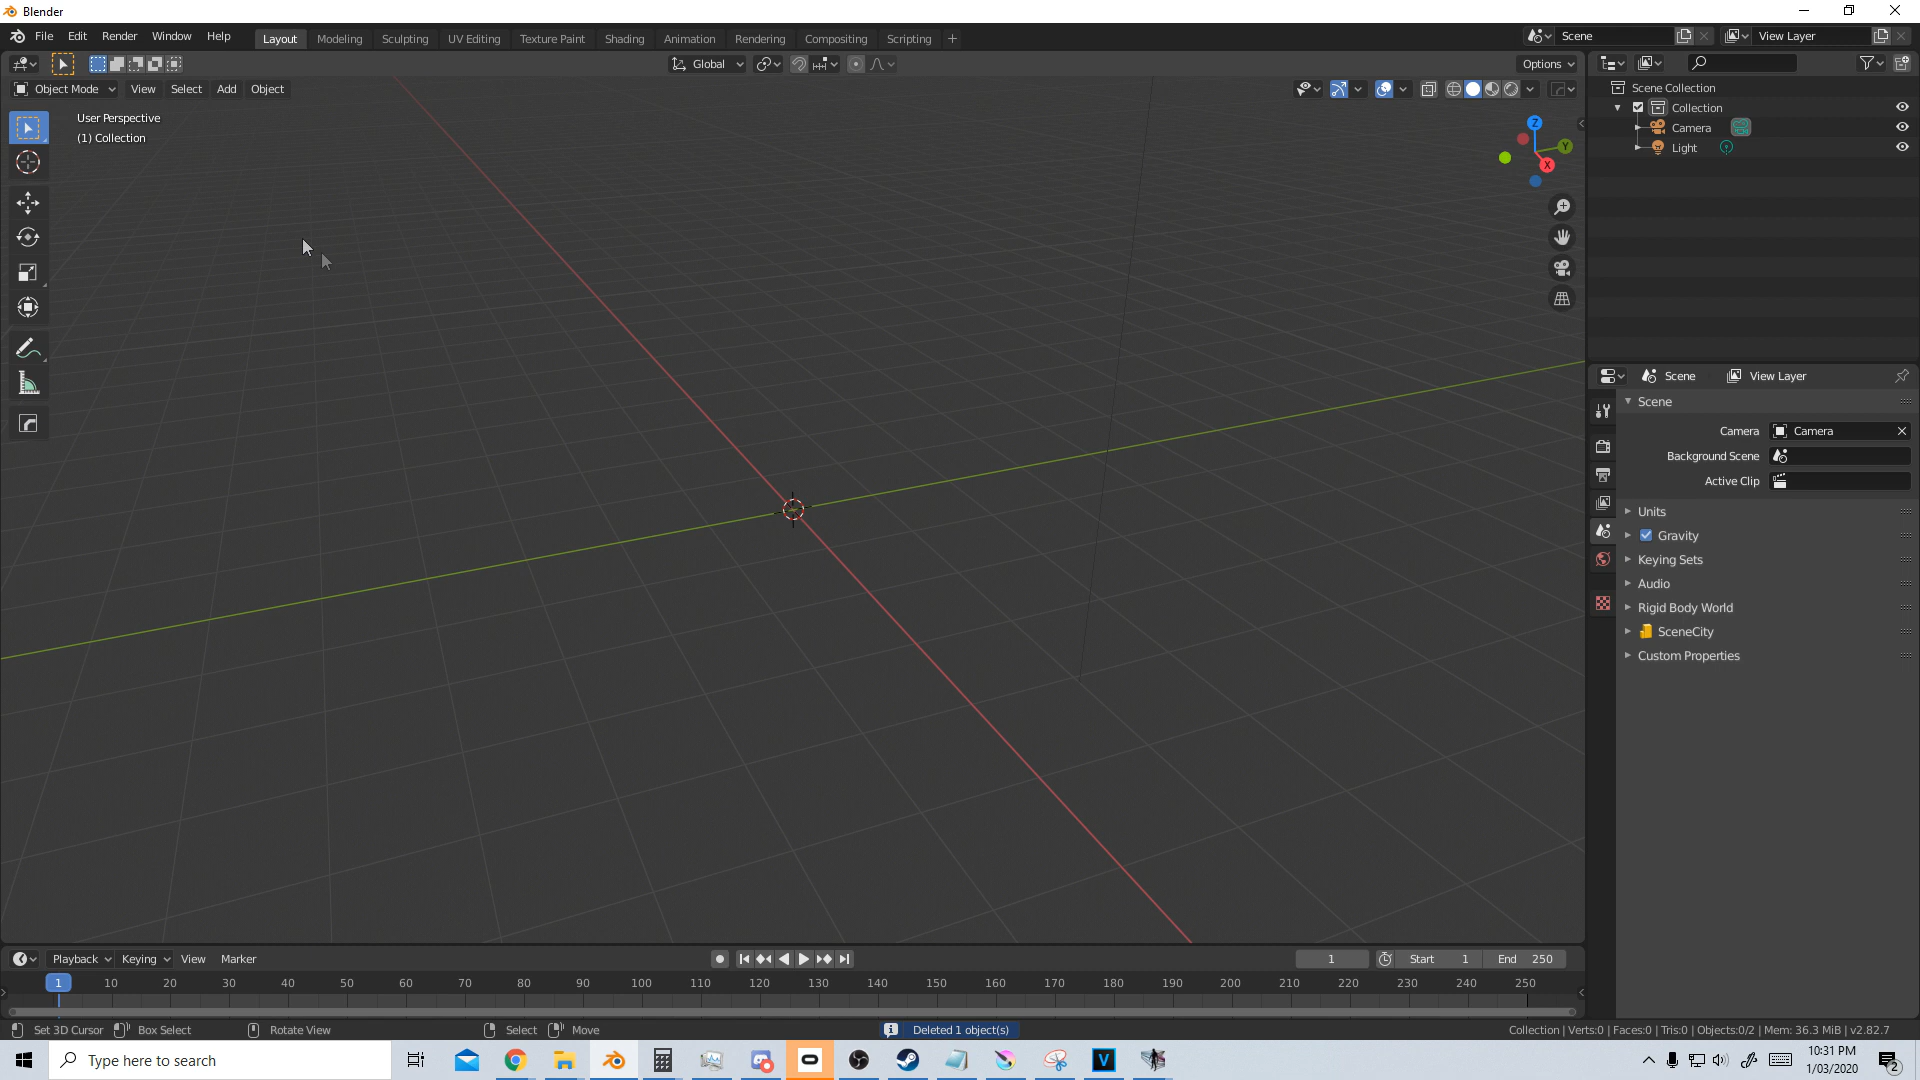 Blender
File Edit Render Window Help
Layout Modeling Sculpting UV Editing Texture Paint Shading Animation Rendering Compositing Scripting +
Scene
View Layer
Global
Options
Object Mode View Select Add Object
User Perspective
(1) Collection
Z
Y
X
Scene Collection
Collection
Camera
Light
Scene View Layer
Scene
Camera Camera
Background Scene
Active Clip
Units
Gravity
Keying Sets
Audio
Rigid Body World
SceneCity
Custom Properties
Playback Keying View Marker
1 Start 1 End 250
1 10 20 30 40 50 60 70 80 90 100 110 120 130 140 150 160 170 180 190 200 210 220 230 240 250
Set 3D Cursor Box Select Rotate View Select Move Deleted 1 object(s) Collection | Verts:0 | Faces:0 | Tris:0 | Objects:0/2 | Mem: 36.3 MiB | v2.82.7
Type here to search
V
10:31 PM
1/03/2020
2